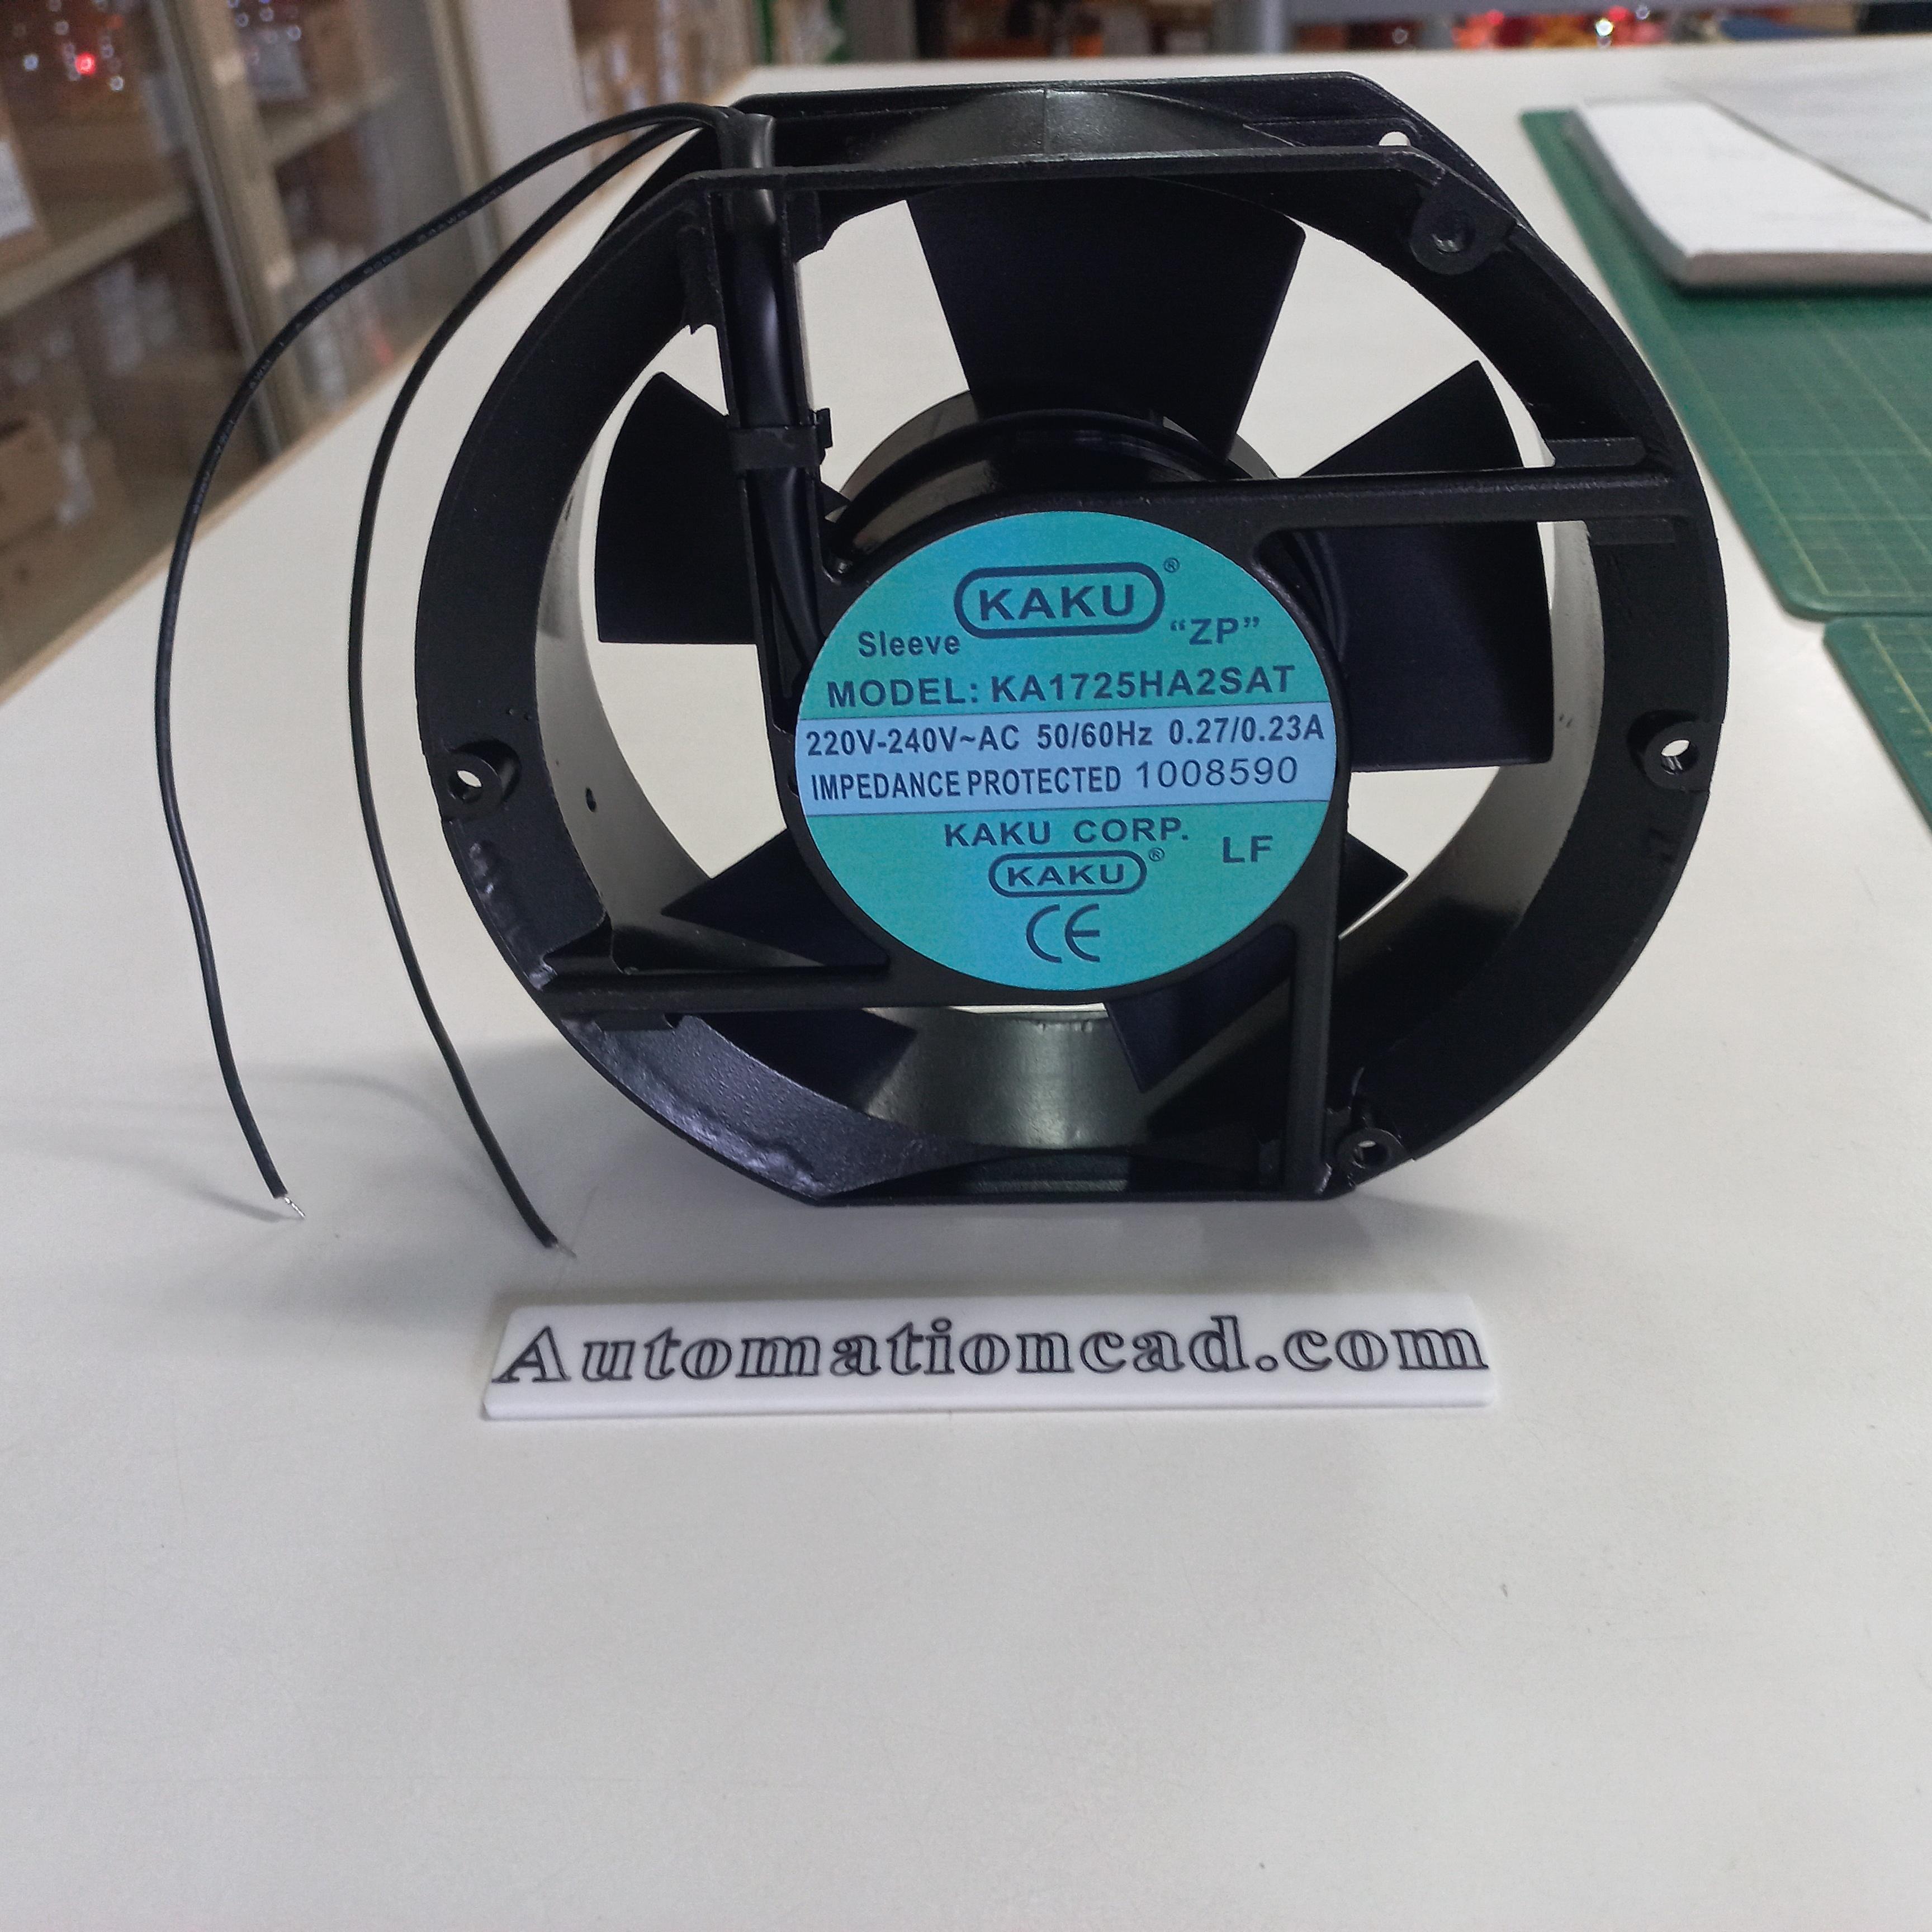 KAKU®
Sleeve "ZP"
MODEL: KA1725HA2SAT
220V-240V~AC 50/60Hz 0.27/0.23A
IMPEDANCE PROTECTED 1008590
KAKU CORP.
LF
KAKU®
CE
Automationcad.com